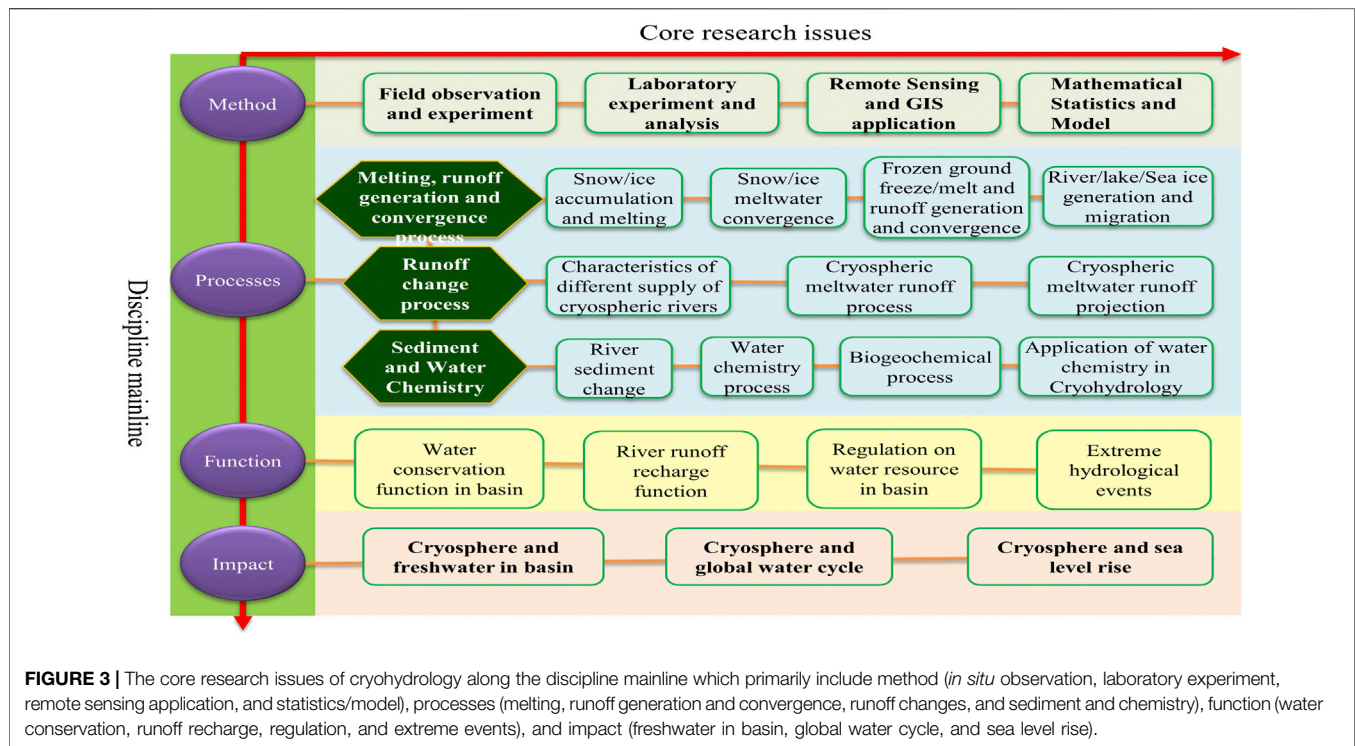 Core research issues
Discipline mainline
Method
Field observation
and experiment
Laboratory
experiment and
analysis
Remote Sensing
and GIS
application
Mathematical
Statistics and
Model
Processes
Melting, runoff
generation and
convergence
process
Snow/ice
accumulation
and melting
Snow/ice
meltwater
convergence
Frozen ground
freeze/melt and
runoff generation
and convergence
River/lake/Sea ice
generation and
migration
Runoff
change
process
Characteristics of
different supply of
cryospheric rivers
Cryospheric
meltwater runoff
process
Cryospheric
meltwater runoff
projection
Sediment
and Water
Chemistry
River
sediment
change
Water
chemistry
process
Biogeochemical
process
Application of water
chemistry in
Cryohydrology
Function
Water
conservation
function in basin
River runoff
recharge
function
Regulation on
water resource
in basin
Extreme
hydrological
events
Impact
Cryosphere and
freshwater in basin
Cryosphere and
global water cycle
Cryosphere and sea
level rise
FIGURE 3 | The core research issues of cryohydrology along the discipline mainline which primarily include method (in situ observation, laboratory experiment,
remote sensing application, and statistics/model), processes (melting, runoff generation and convergence, runoff changes, and sediment and chemistry), function (water
conservation, runoff recharge, regulation, and extreme events), and impact (freshwater in basin, global water cycle, and sea level rise).